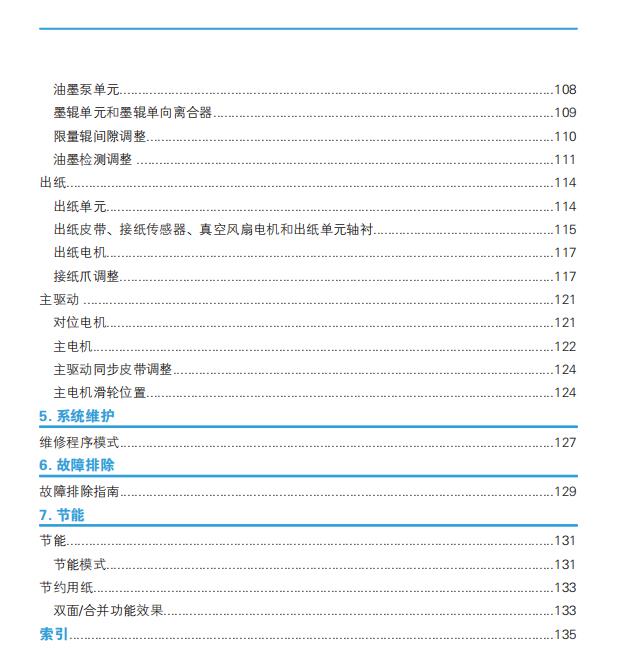 油墨泵单元........................108
墨辊单元和墨辊单向离合器........................109
限量辊间隙调整........................110
油墨检测调整 ........................111
出纸........................114
出纸单元........................114
出纸皮带、接纸传感器、真空风扇电机和出纸单元轴衬........................115
出纸电机........................117
接纸爪调整........................117
主驱动 ........................121
对位电机........................121
主电机........................122
主驱动同步皮带调整........................124
主电机滑轮位置........................124
5. 系统维护
维修程序模式........................127
6. 故障排除
故障排除指南........................129
7. 节能
节能........................131
节能模式........................131
节约用纸........................133
双面/合并功能效果........................133
索引........................135